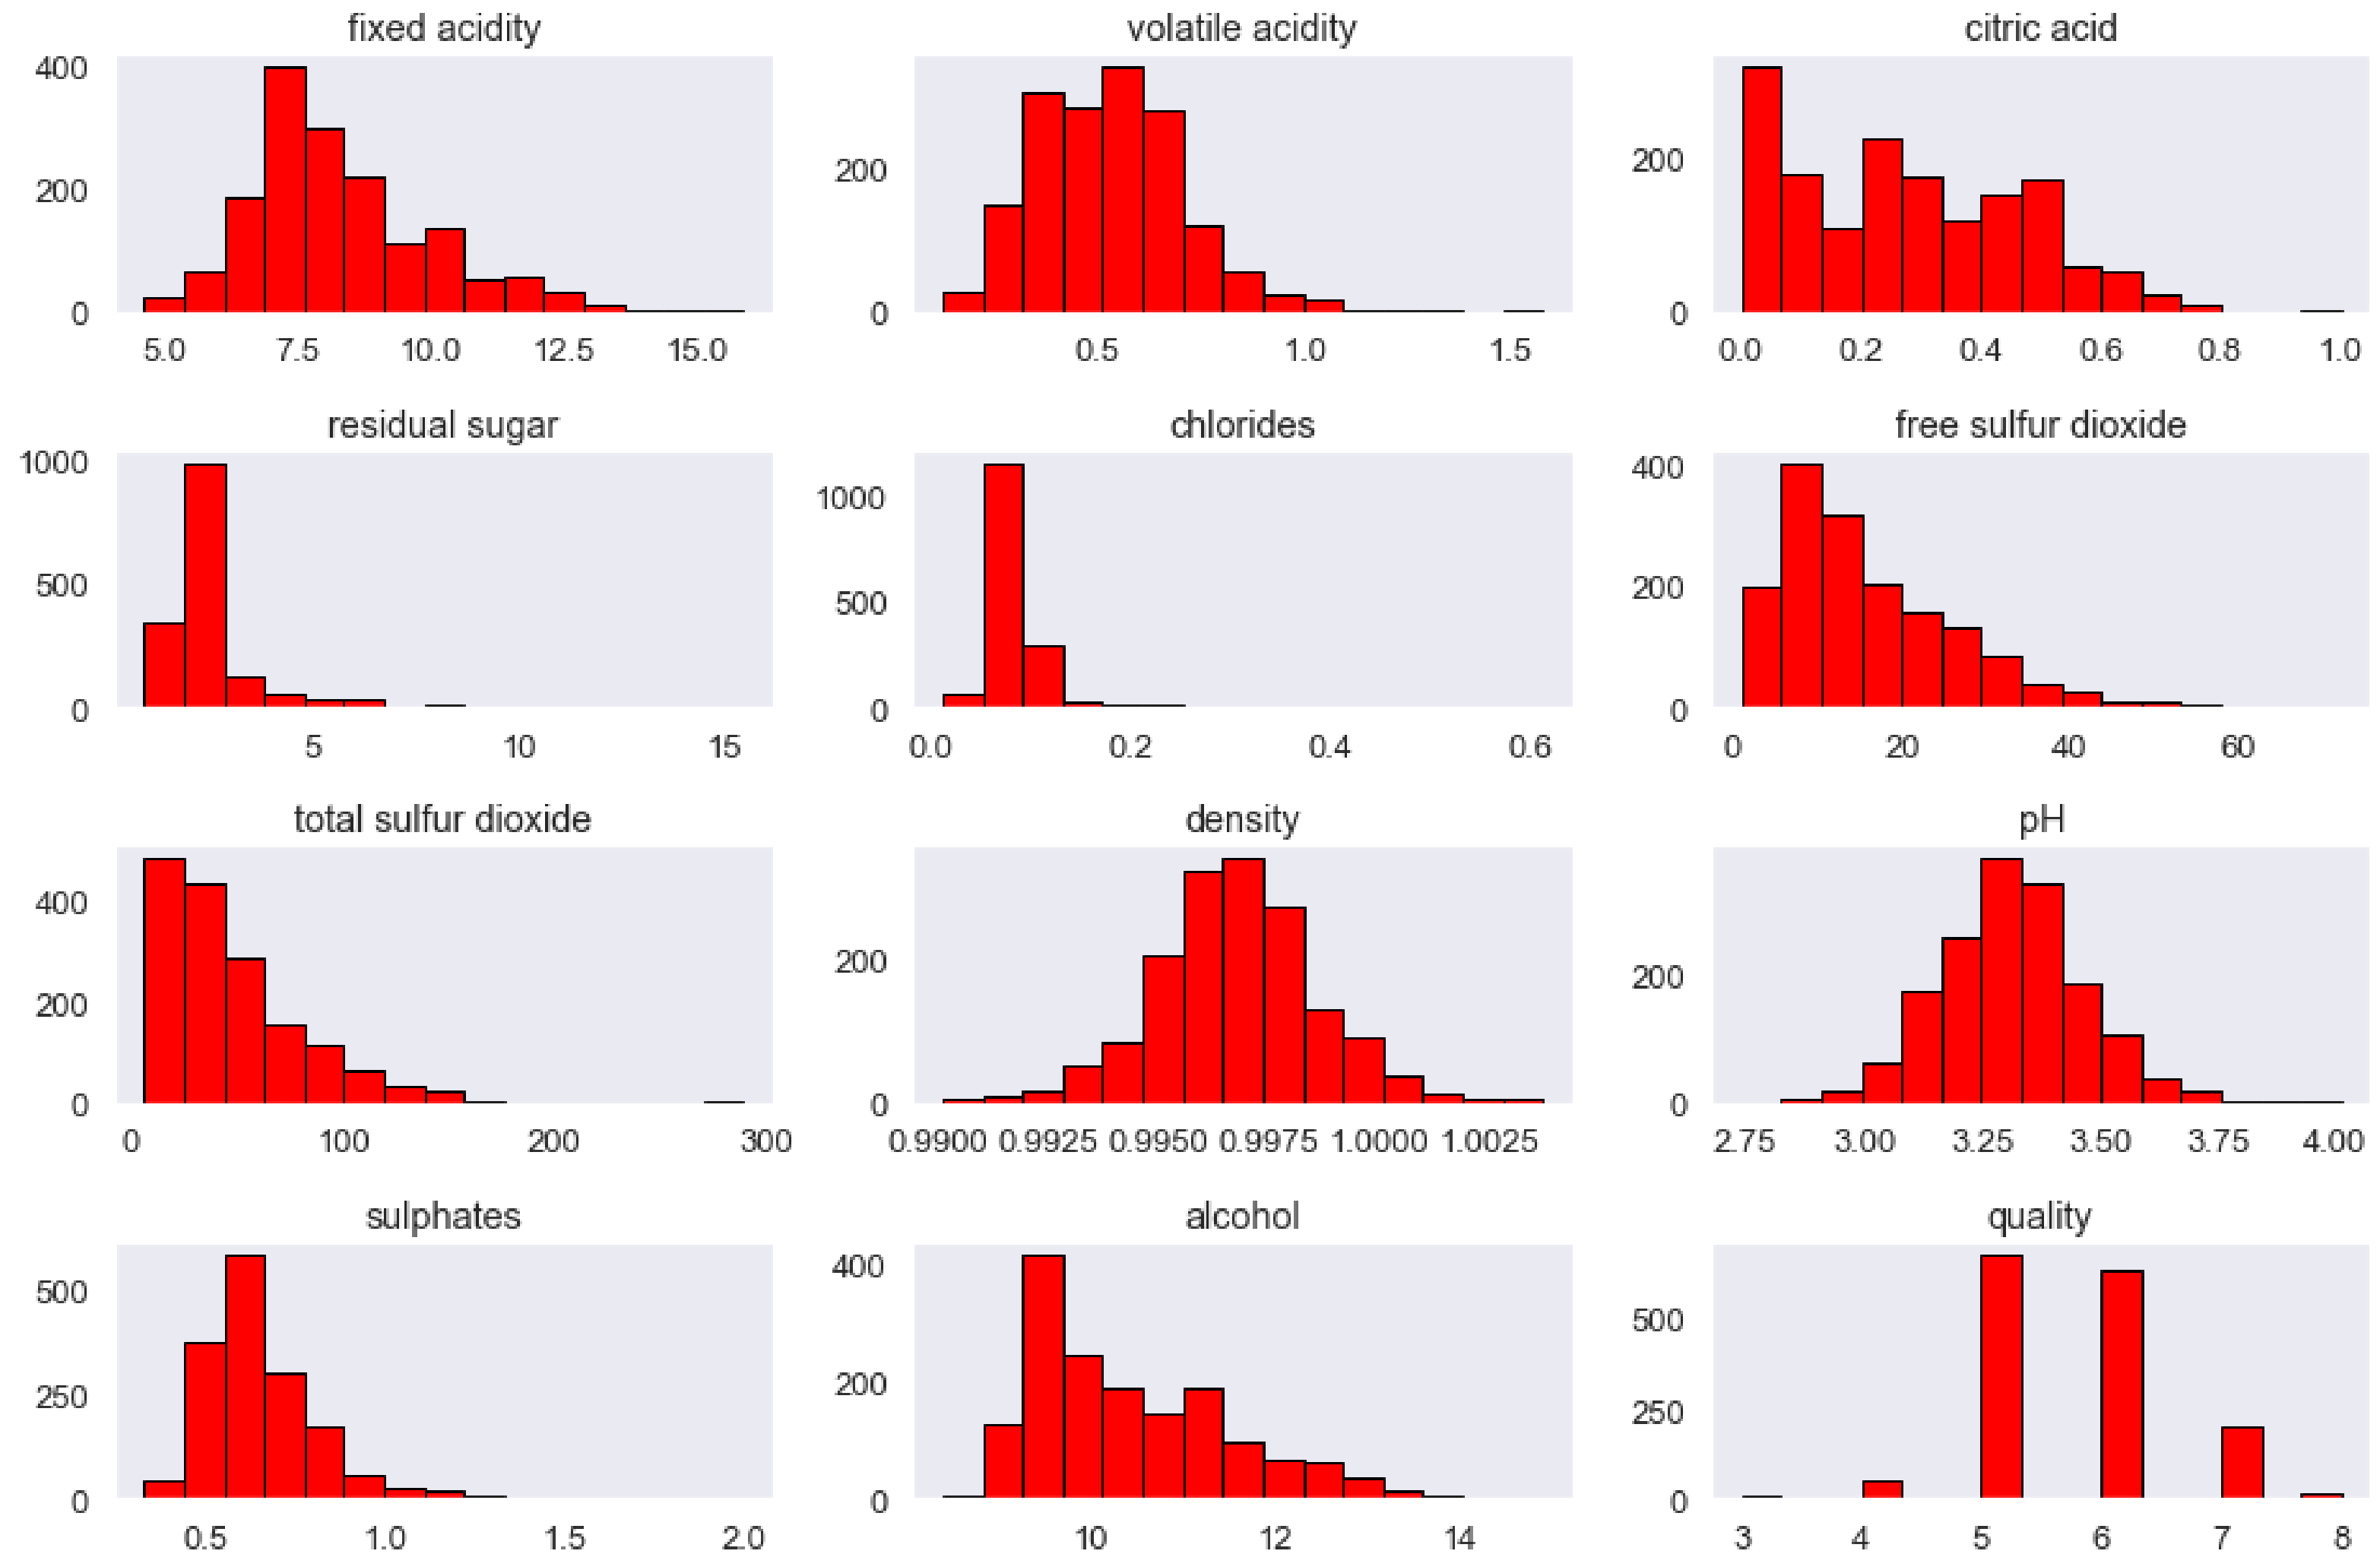 fixed acidity
400
200
0
5.0 7.5 10.0 12.5 15.0
volatile acidity
200
0
0.5 1.0 1.5
citric acid
200
0
0.0 0.2 0.4 0.6 0.8 1.0
residual sugar
1000
500
0
5 10 15
chlorides
1000
500
0
0.0 0.2 0.4 0.6
free sulfur dioxide
400
200
0
0 20 40 60
total sulfur dioxide
400
200
0
0 100 200 300
density
200
0
0.9900 0.9925 0.9950 0.9975 1.0000 1.0025
pH
200
0
2.75 3.00 3.25 3.50 3.75 4.00
sulphates
500
250
0
0.5 1.0 1.5 2.0
alcohol
400
200
0
10 12 14
quality
500
250
0
3 4 5 6 7 8